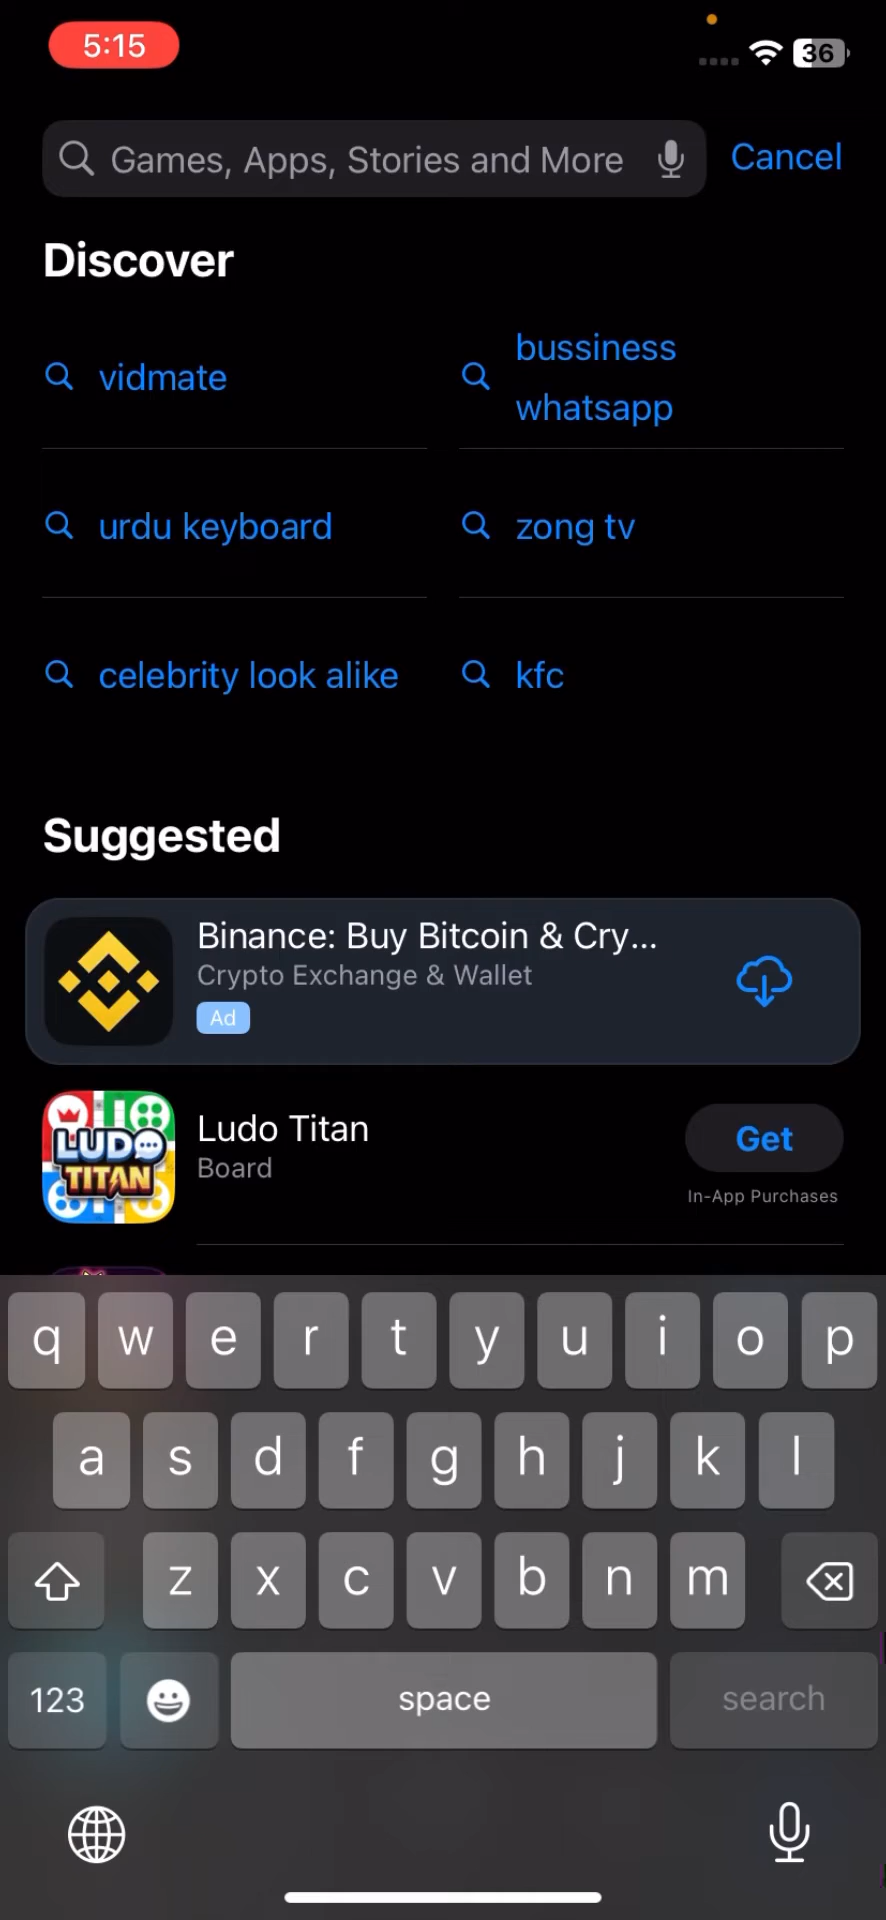 5:15
36
Games, Apps, Stories and More
Cancel
Discover
vidmate
bussiness
whatsapp
urdu keyboard
zong tv
celebrity look alike
kfc
Suggested
Binance: Buy Bitcoin & Cry...
Crypto Exchange & Wallet
Ad
LUDO
TITAN
Ludo Titan
Board
Get
In-App Purchases
q w e r t y u i o p
a s d f g h j k l
z x c v b n m
123
space
search